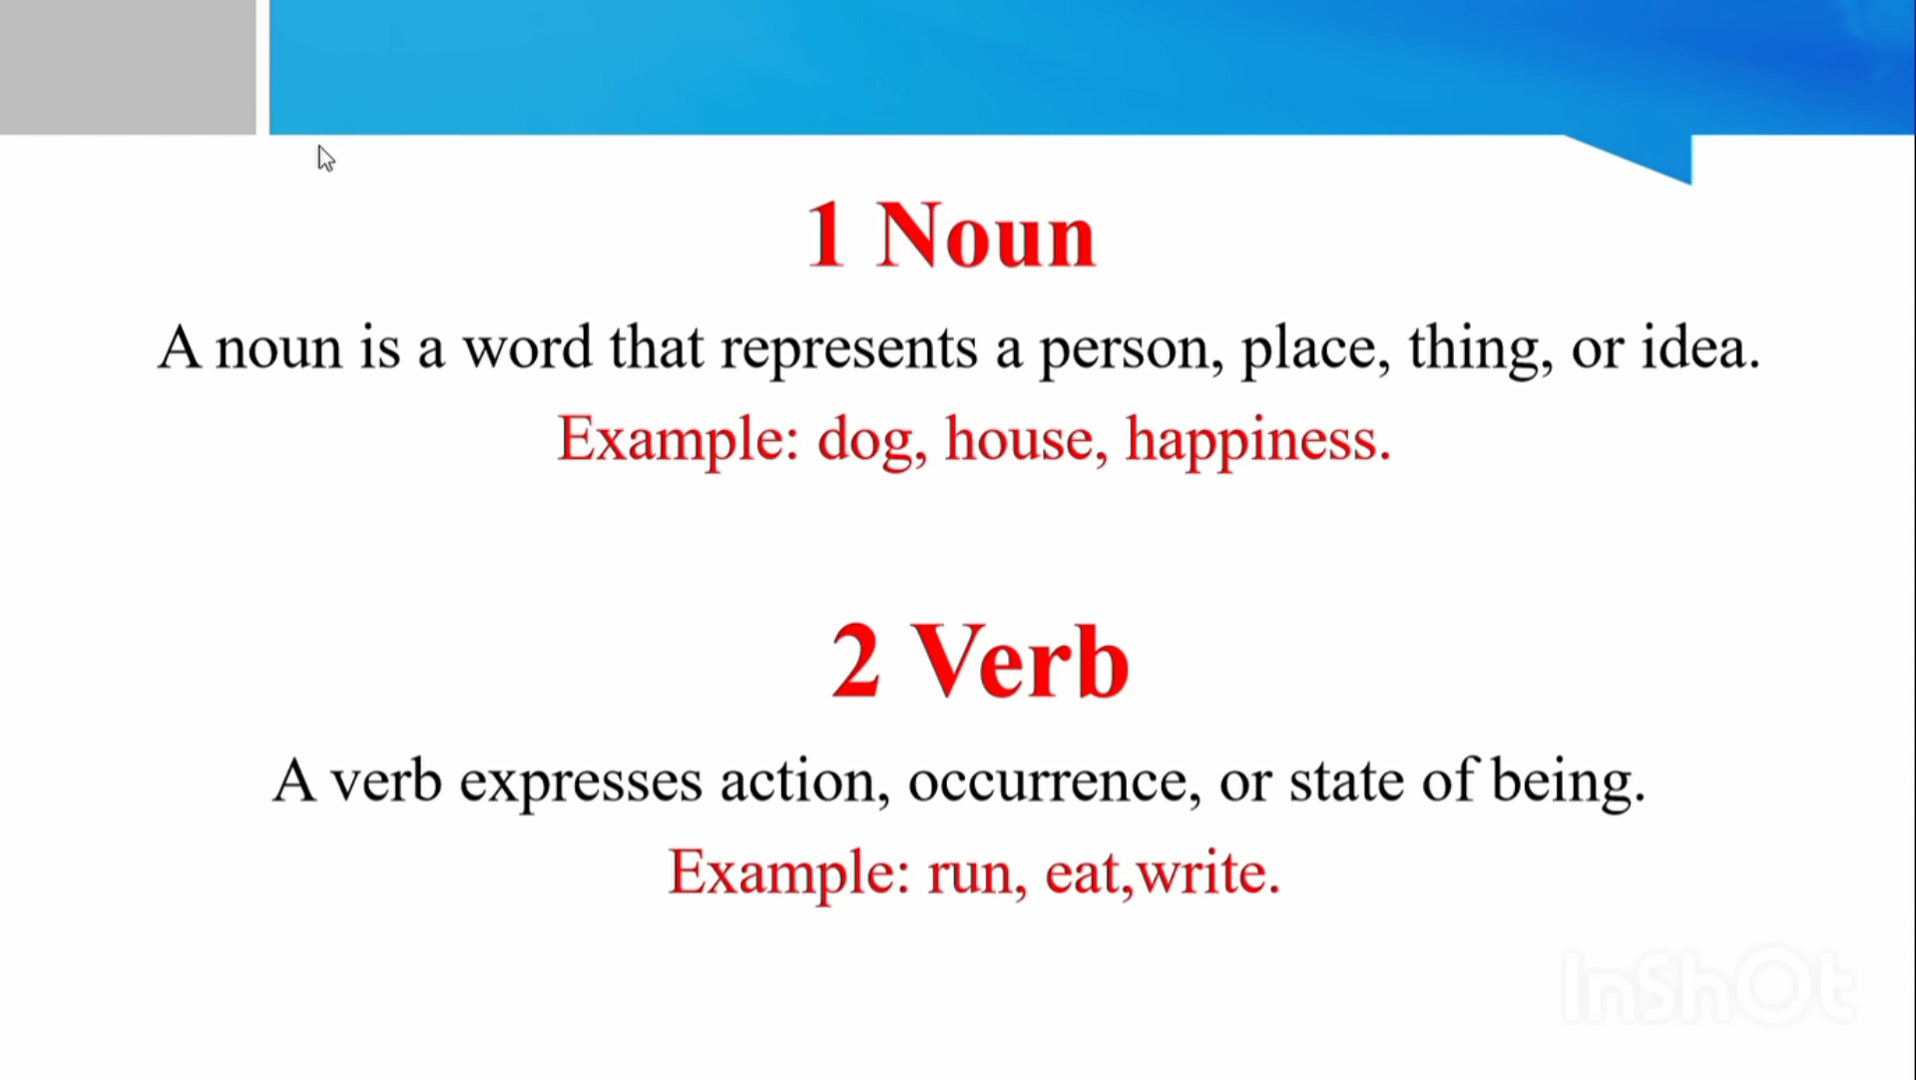 1 Noun
A noun is a word that represents a person, place, thing, or idea.
Example: dog, house, happiness.
2 Verb
A verb expresses action, occurrence, or state of being.
Example: run, eat,write.
InShOt